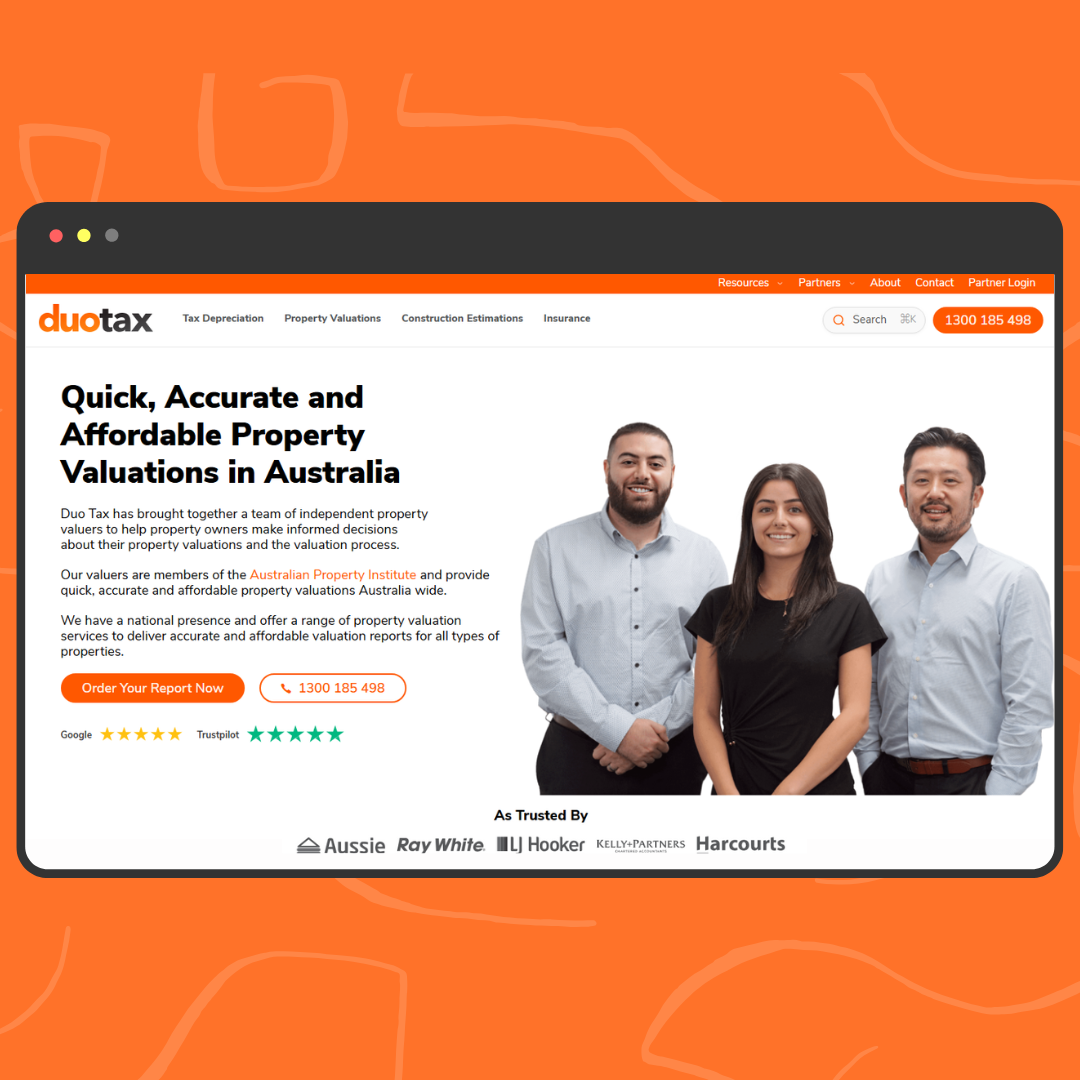 Resources Partners About Contact Partner Login
duotax Tax Depreciation Property Valuations Construction Estimations Insurance Search ⌘K 1300 185 498
Quick, Accurate and
Affordable Property
Valuations in Australia
Duo Tax has brought together a team of independent property
valuers to help property owners make informed decisions
about their property valuations and the valuation process.
Our valuers are members of the Australian Property Institute and provide
quick, accurate and affordable property valuations Australia wide.
We have a national presence and offer a range of property valuation
services to deliver accurate and affordable valuation reports for all types of
properties.
Order Your Report Now 1300 185 498
Google Trustpilot
As Trusted By
Aussie Ray White. LJ Hooker KELLY+PARTNERS Harcourts
CHARTERED ACCOUNTANTS